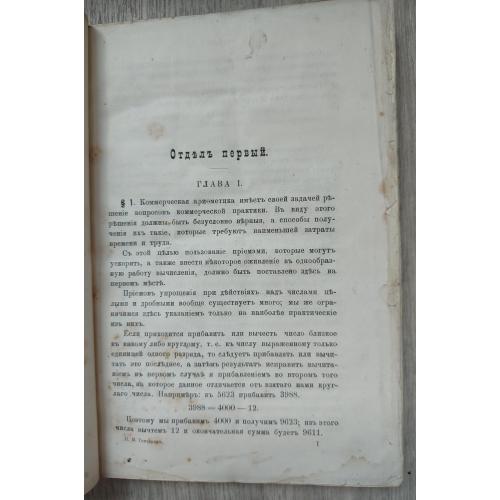 Отдѣлъ первый.
ГЛАВА I.
§ 1. Коммерческая ариѳметика имѣетъ своей задачей рѣ-
шеніе вопросовъ коммерческой практики. Въ виду этого
рѣшенія должны быть безусловно вѣрныя, а способы полу-
ченія ихъ такіе, которые требуютъ наименьшей затраты
времени и труда.
Съ этой цѣлью пользованіе пріемами, которые могутъ
ускорить, а также внести нѣкоторое оживленіе въ однообраз-
ную работу вычисленія, должно быть поставлено здѣсь на
первомъ мѣстѣ.
Пріемовъ упрощенія при дѣйствіяхъ надъ числами цѣ-
лыми и дробными вообще существуетъ много; мы же огра-
ничимся здѣсь указаніемъ только на наиболѣе практическіе
изъ нихъ.
Если приходится прибавить или вычесть число близкое
къ какому либо круглому, т. е. къ числу выраженному только
единицей одного разряда, то слѣдуетъ прибавлять или вычи-
тать это послѣднее, а затѣмъ результатъ исправить вычита-
ніемъ въ первомъ случаѣ и прибавленіемъ во второмъ того
числа, на которое данное отличается отъ взятаго нами круг-
лаго числа. Напримѣръ: къ 5623 прибавить 3988.
3988 = 4000 — 12.
Поэтому мы прибавимъ 4000 и получимъ 9623; изъ этого
числа вычтемъ 12 и окончательная сумма будетъ 9611.
1